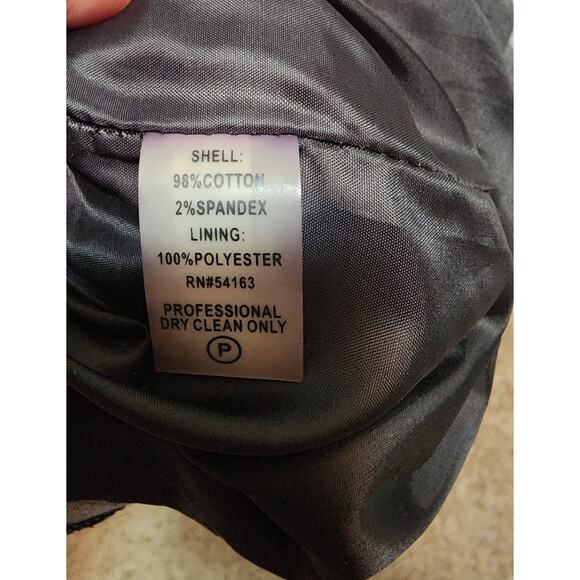 SHELL:
98%COTTON
2%SPANDEX
LINING:
100%POLYESTER
RN#54163
PROFESSIONAL
DRY CLEAN ONLY
P